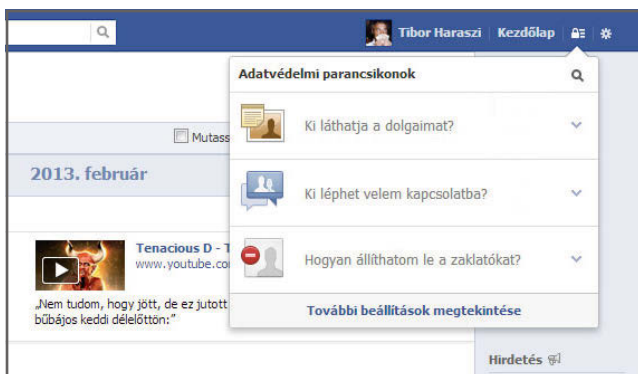 Tibor Haraszi Kezdőlap
Adatvédelmi parancsikonok
Ki láthatja a dolgaimat?
Mutass
2013. február
Ki léphet velem kapcsolatba?
Tenacious D - T
www.youtube.co
Hogyan állíthatom le a zaklatókat?
„Nem tudom, hogy jött, de ez jutott
bűbájos keddi délelőttön:”
További beállítások megtekintése
Hirdetés